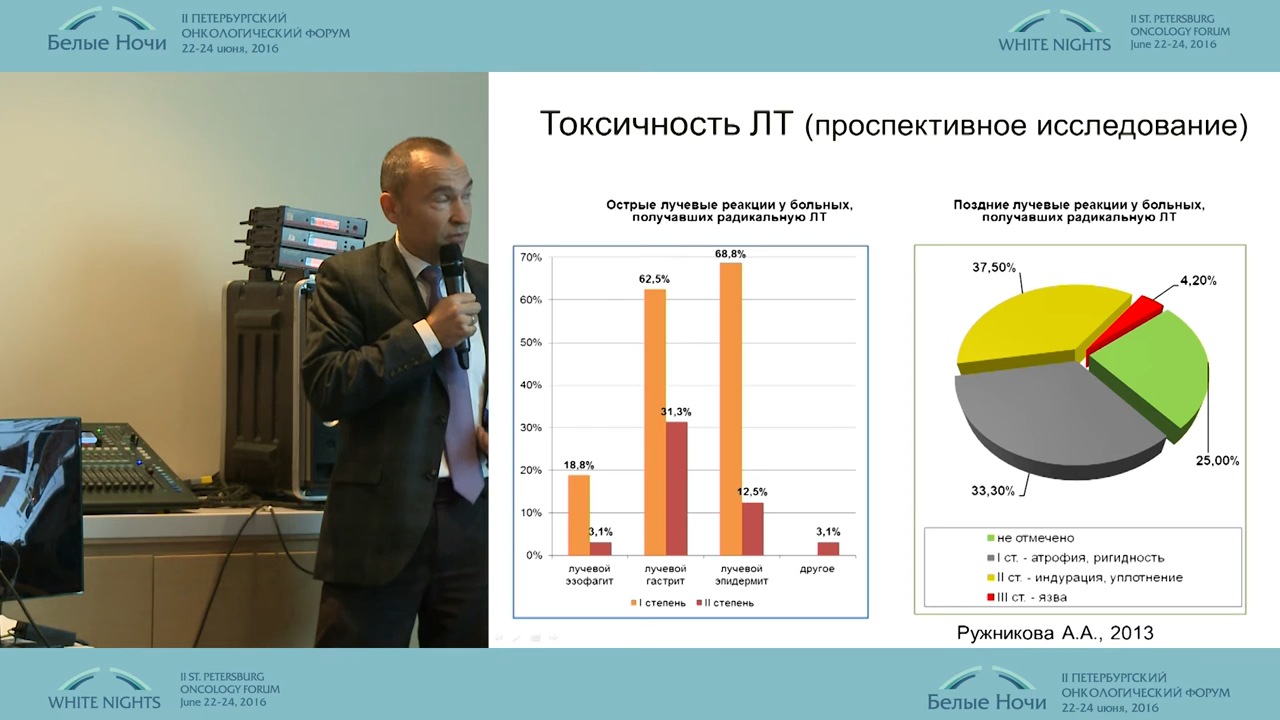 II ПЕТЕРБУРГСКИЙ
ОНКОЛОГИЧЕСКИЙ ФОРУМ
22-24 июня, 2016
Белые Ночи
II ST. PETERSBURG
ONCOLOGY FORUM
June 22-24, 2016
WHITE NIGHTS
Токсичность ЛТ (проспективное исследование)
Острые лучевые реакции у больных,
получавших радикальную ЛТ
70%
60%
50%
40%
30%
20%
10%
0%
18,8%
3,1%
62,5%
31,3%
68,8%
12,5%
3,1%
лучевой
эзофагит
лучевой
гастрит
лучевой
эпидермит
другое
I степень
II степень
Поздние лучевые реакции у больных,
получавших радикальную ЛТ
37,50%
4,20%
25,00%
33,30%
не отмечено
I ст. - атрофия, ригидность
II ст. - индурация, уплотнение
III ст. - язва
Ружникова А.А., 2013
WHITE NIGHTS
II ST. PETERSBURG
ONCOLOGY FORUM
June 22-24, 2016
Белые Ночи
II ПЕТЕРБУРГСКИЙ
ОНКОЛОГИЧЕСКИЙ ФОРУМ
22-24 июня, 2016